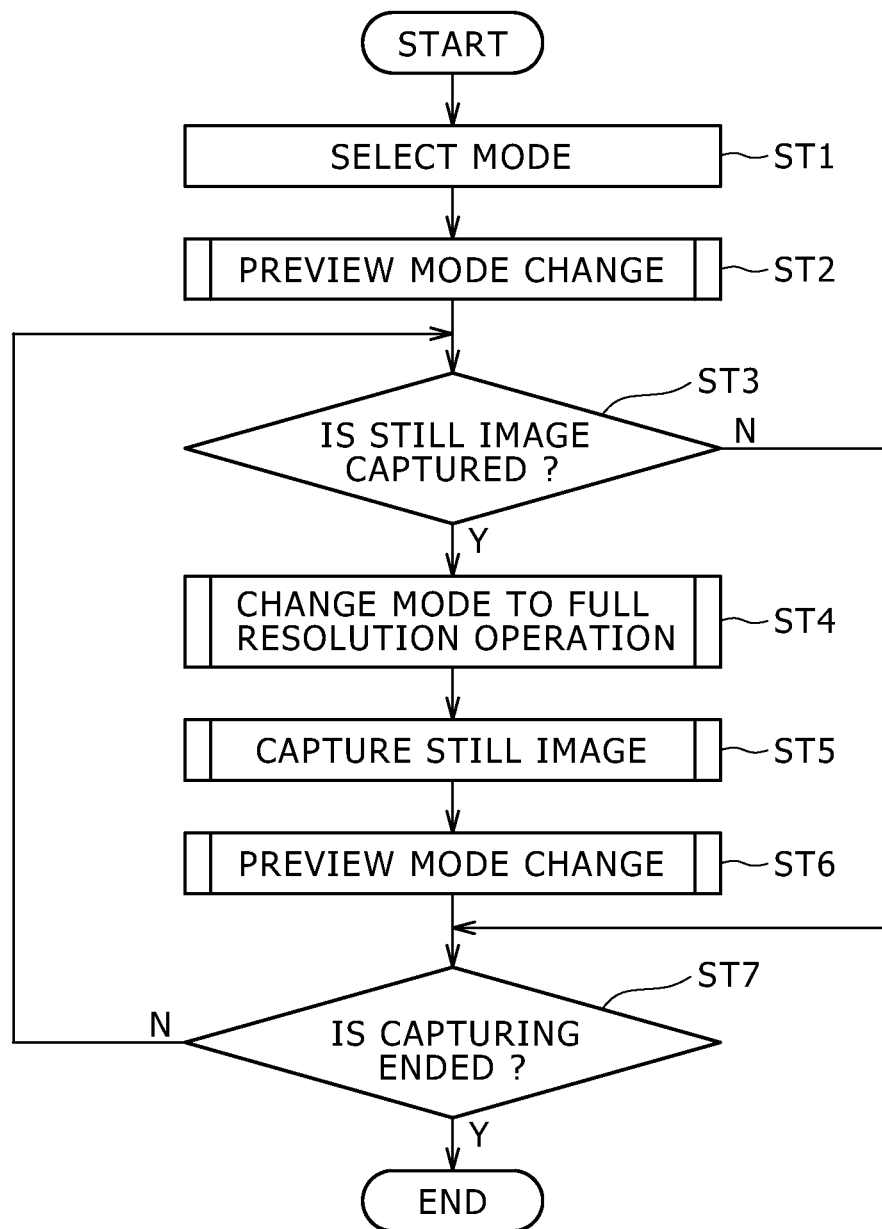 START
SELECT MODE
ST1
PREVIEW MODE CHANGE
ST2
ST3
IS STILL IMAGE
CAPTURED ?
N
Y
CHANGE MODE TO FULL
RESOLUTION OPERATION
ST4
CAPTURE STILL IMAGE
ST5
PREVIEW MODE CHANGE
ST6
ST7
N
IS CAPTURING
ENDED ?
Y
END